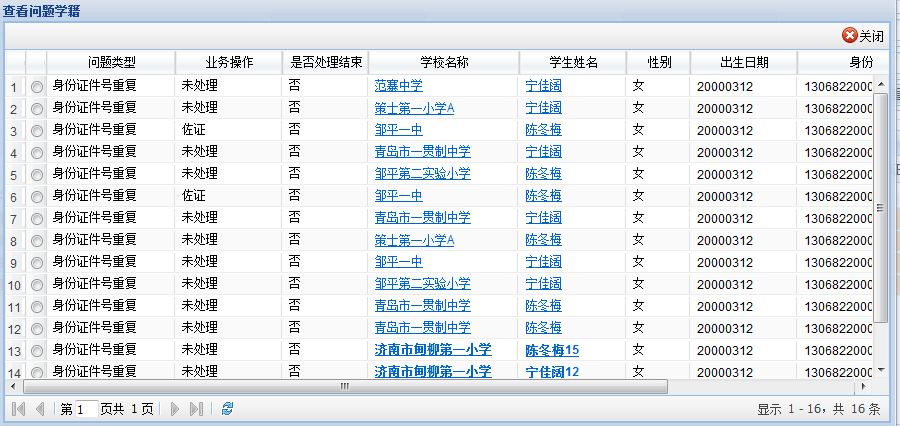 查看问题学籍
关闭
问题类型 业务操作 是否处理结束 学校名称 学生姓名 性别 出生日期 身份
1 身份证件号重复 未处理 否 范寨中学 宁佳阔 女 20000312 1306822000
2 身份证件号重复 未处理 否 策士第一小学A 宁佳阔 女 20000312 1306822000
3 身份证件号重复 佐证 否 邹平一中 陈冬梅 女 20000312 1306822000
4 身份证件号重复 未处理 否 青岛市一贯制中学 宁佳阔 女 20000312 1306822000
5 身份证件号重复 未处理 否 邹平第二实验小学 陈冬梅 女 20000312 1306822000
6 身份证件号重复 佐证 否 邹平一中 陈冬梅 女 20000312 1306822000
7 身份证件号重复 未处理 否 青岛市一贯制中学 宁佳阔 女 20000312 1306822000
8 身份证件号重复 未处理 否 策士第一小学A 陈冬梅 女 20000312 1306822000
9 身份证件号重复 未处理 否 邹平一中 宁佳阔 女 20000312 1306822000
10 身份证件号重复 未处理 否 邹平第二实验小学 宁佳阔 女 20000312 1306822000
11 身份证件号重复 未处理 否 青岛市一贯制中学 陈冬梅 女 20000312 1306822000
12 身份证件号重复 未处理 否 青岛市一贯制中学 陈冬梅 女 20000312 1306822000
13 身份证件号重复 未处理 否 济南市甸柳第一小学 陈冬梅15 女 20000312 1306822000
14 身份证件号重复 未处理 否 济南市甸柳第一小学 宁佳阔12 女 20000312 1306822000
第 1 页共 1 页 显示 1 - 16，共 16 条